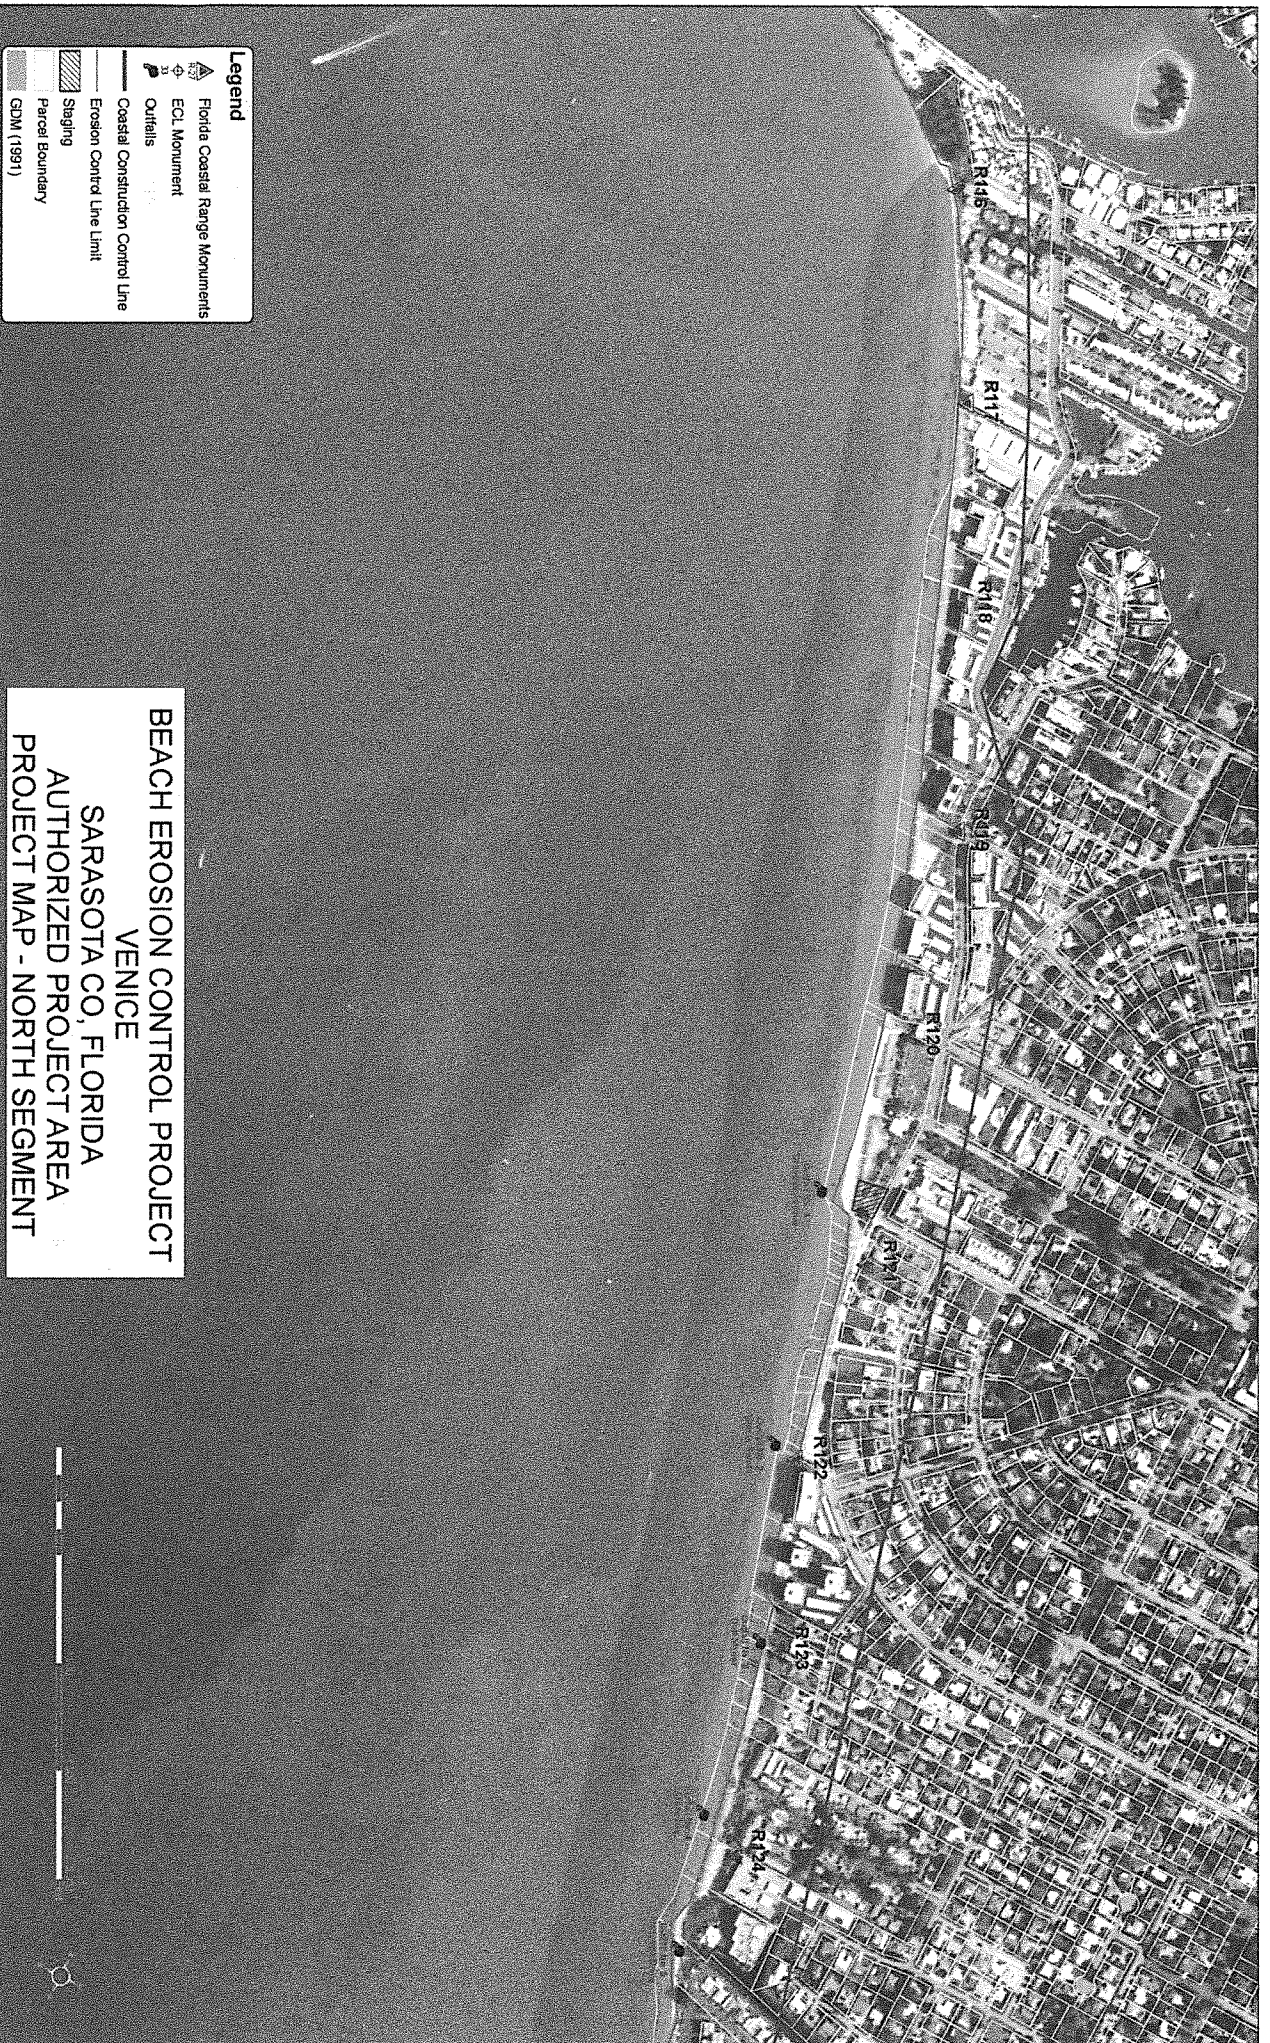 Legend
R-27
Florida Coastal Range Monuments
33
ECL Monument
Outfalls
Coastal Construction Control Line
Erosion Control Line Limit
Staging
Parcel Boundary
GDM (1991)
BEACH EROSION CONTROL PROJECT
VENICE
SARASOTA CO, FLORIDA
AUTHORIZED PROJECT AREA
PROJECT MAP - NORTH SEGMENT
R116
R117
R118
R119
R120
R121
R122
R123
R124